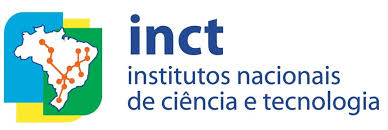 inct
institutos nacionais
de ciência e tecnologia